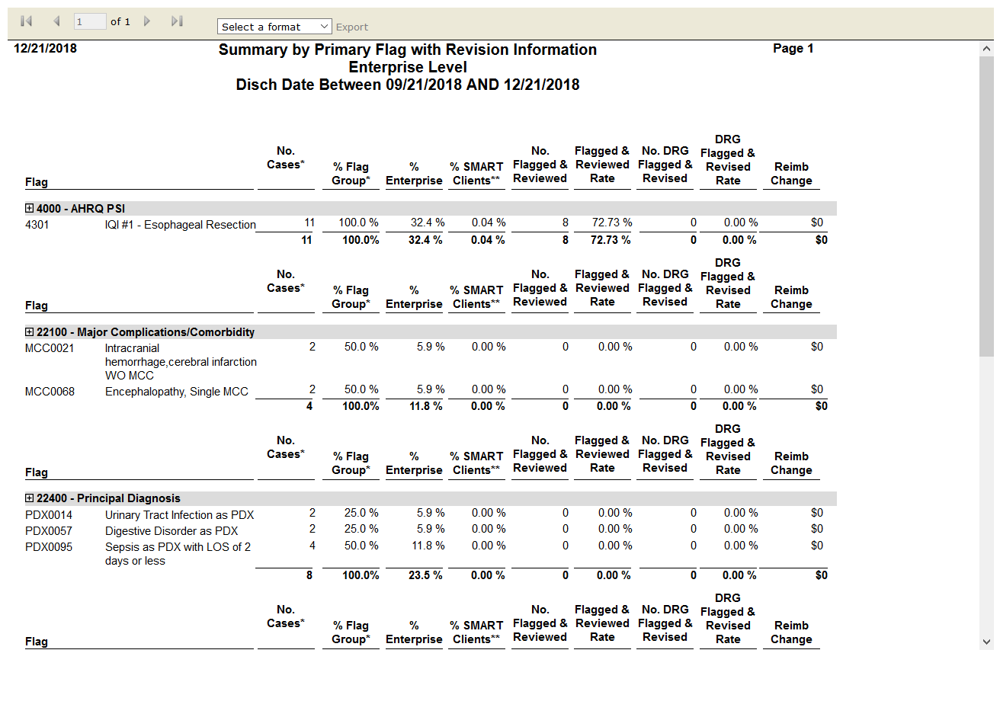 1 of 1 Select a format Export
12/21/2018 Summary by Primary Flag with Revision Information Page 1
Enterprise Level
Disch Date Between 09/21/2018 AND 12/21/2018
DRG
No. No. Flagged & No. DRG Flagged &
Cases* % Flag % % SMART Flagged & Reviewed Flagged & Revised Reimb
Flag Group* Enterprise Clients** Reviewed Rate Revised Rate Change
4000 - AHRQ PSI
4301 IQI #1 - Esophageal Resection 11 100.0 % 32.4 % 0.04 % 8 72.73 % 0 0.00 % $0
11 100.0% 32.4 % 0.04 % 8 72.73 % 0 0.00 % $0
DRG
No. No. Flagged & No. DRG Flagged &
Cases* % Flag % % SMART Flagged & Reviewed Flagged & Revised Reimb
Flag Group* Enterprise Clients** Reviewed Rate Revised Rate Change
22100 - Major Complications/Comorbidity
MCC0021 Intracranial 2 50.0 % 5.9 % 0.00 % 0 0.00 % 0 0.00 % $0
hemorrhage,cerebral infarction
WO MCC
MCC0068 Encephalopathy, Single MCC 2 50.0 % 5.9 % 0.00 % 0 0.00 % 0 0.00 % $0
4 100.0% 11.8 % 0.00 % 0 0.00 % 0 0.00 % $0
DRG
No. No. Flagged & No. DRG Flagged &
Cases* % Flag % % SMART Flagged & Reviewed Flagged & Revised Reimb
Flag Group* Enterprise Clients** Reviewed Rate Revised Rate Change
22400 - Principal Diagnosis
PDX0014 Urinary Tract Infection as PDX 2 25.0 % 5.9 % 0.00 % 0 0.00 % 0 0.00 % $0
PDX0057 Digestive Disorder as PDX 2 25.0 % 5.9 % 0.00 % 0 0.00 % 0 0.00 % $0
PDX0095 Sepsis as PDX with LOS of 2 4 50.0 % 11.8 % 0.00 % 0 0.00 % 0 0.00 % $0
days or less
8 100.0% 23.5 % 0.00 % 0 0.00 % 0 0.00 % $0
DRG
No. No. Flagged & No. DRG Flagged &
Cases* % Flag % % SMART Flagged & Reviewed Flagged & Revised Reimb
Flag Group* Enterprise Clients** Reviewed Rate Revised Rate Change